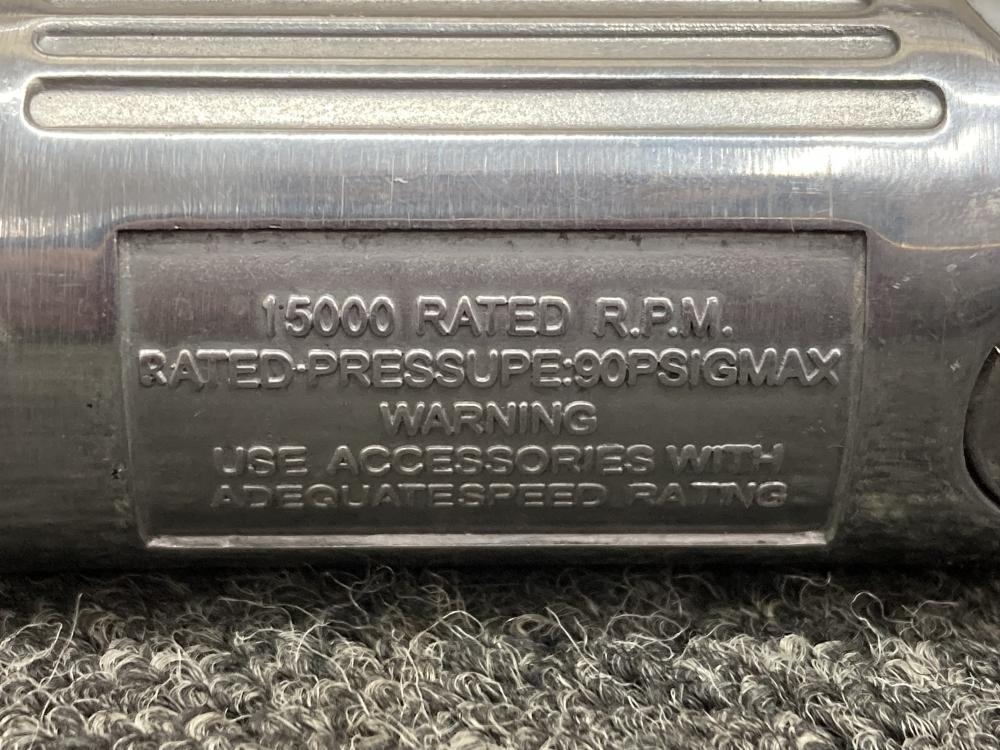 15000 RATED R.P.M.
RATED·PRESSUPE:90PSIGMAX
WARNING
USE ACCESSORIES WITH
ADEQUATESPEED RATING